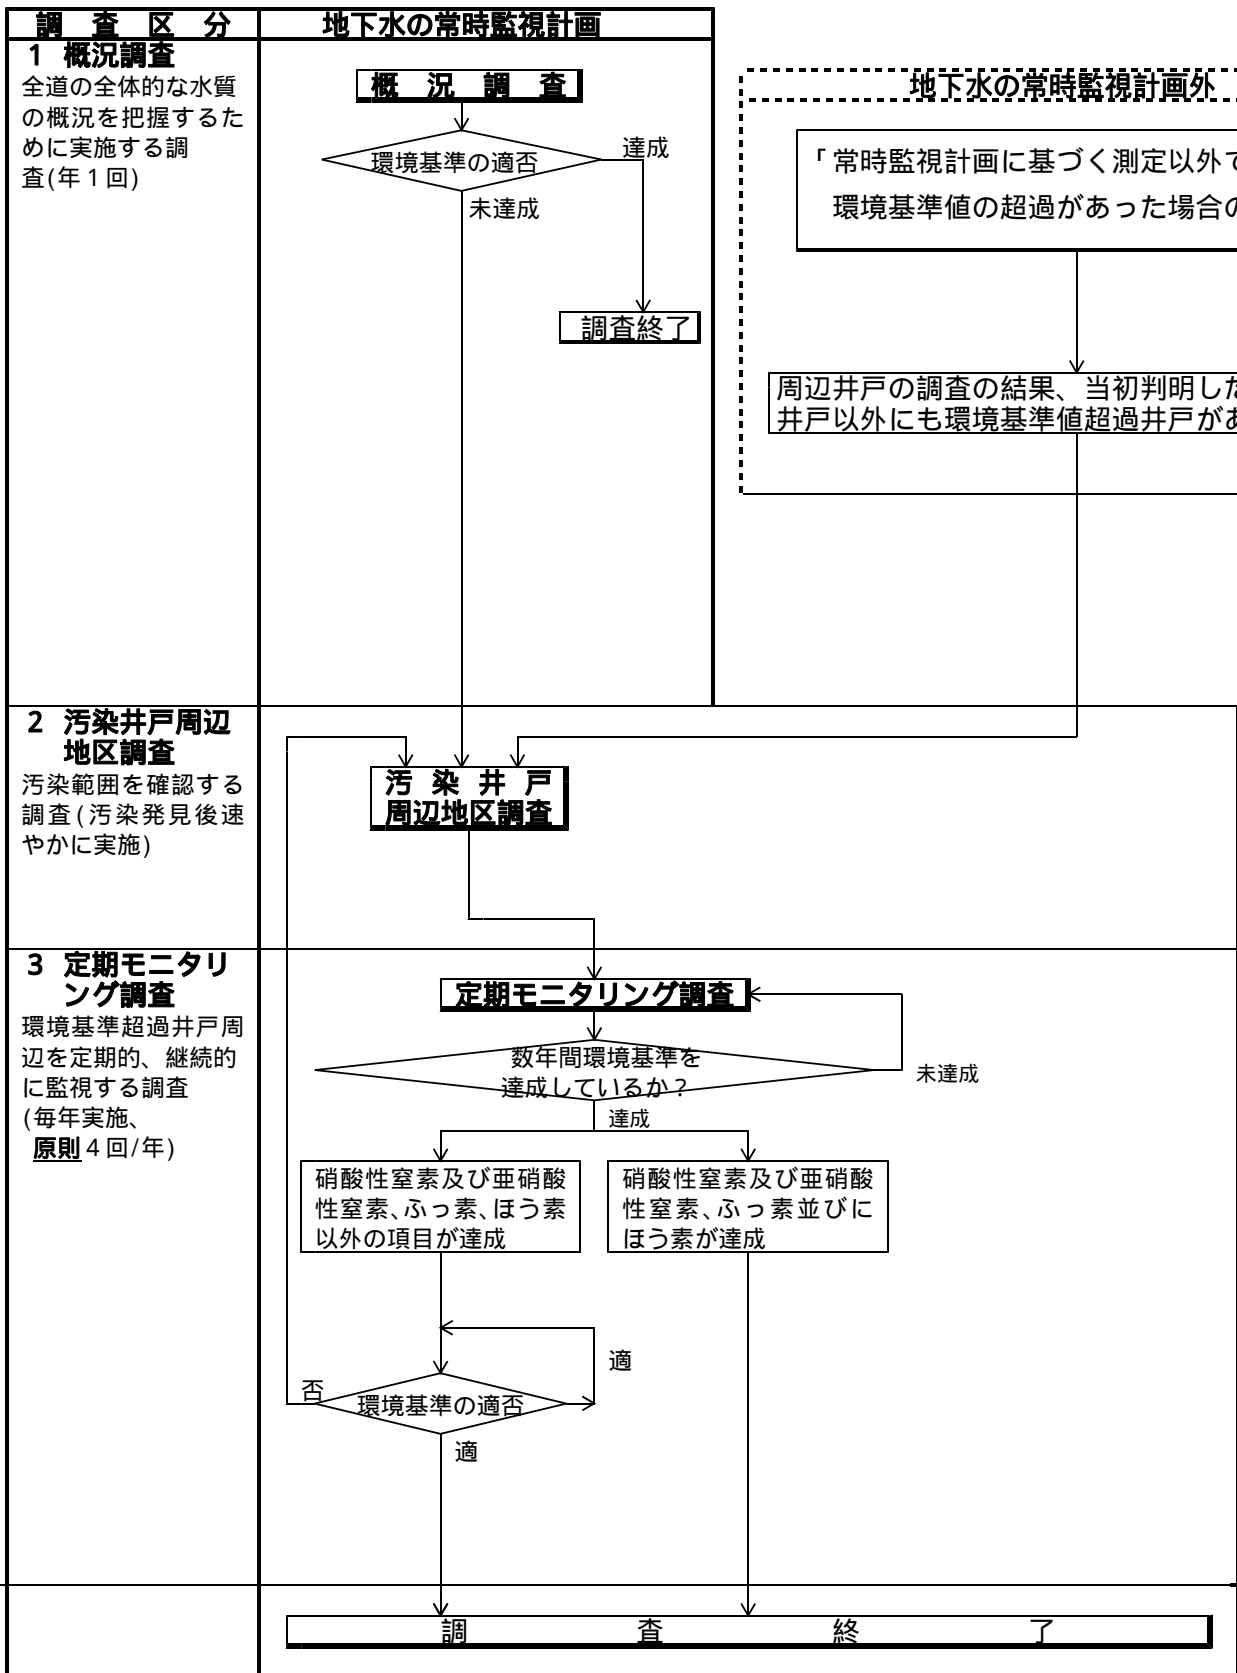 調査区分
地下水の常時監視計画
1 概況調査
全道の全体的な水質
の概況を把握するた
めに実施する調
査(年1回)
概況調査
環境基準の適否
達成
未達成
調査終了
地下水の常時監視計画外
「常時監視計画に基づく測定以外で
環境基準値の超過があった場合の
周辺井戸の調査の結果、当初判明した
井戸以外にも環境基準値超過井戸があ
2 汚染井戸周辺
地区調査
汚染範囲を確認する
調査(汚染発見後速
やかに実施)
汚染井戸
周辺地区調査
3 定期モニタリ
ング調査
環境基準超過井戸周
辺を定期的、継続的
に監視する調査
(毎年実施、
原則4回/年)
定期モニタリング調査
数年間環境基準を
達成しているか?
未達成
達成
硝酸性窒素及び亜硝酸
性窒素、ふっ素、ほう素
以外の項目が達成
硝酸性窒素及び亜硝酸
性窒素、ふっ素並びに
ほう素が達成
適
否
環境基準の適否
適
調査終了